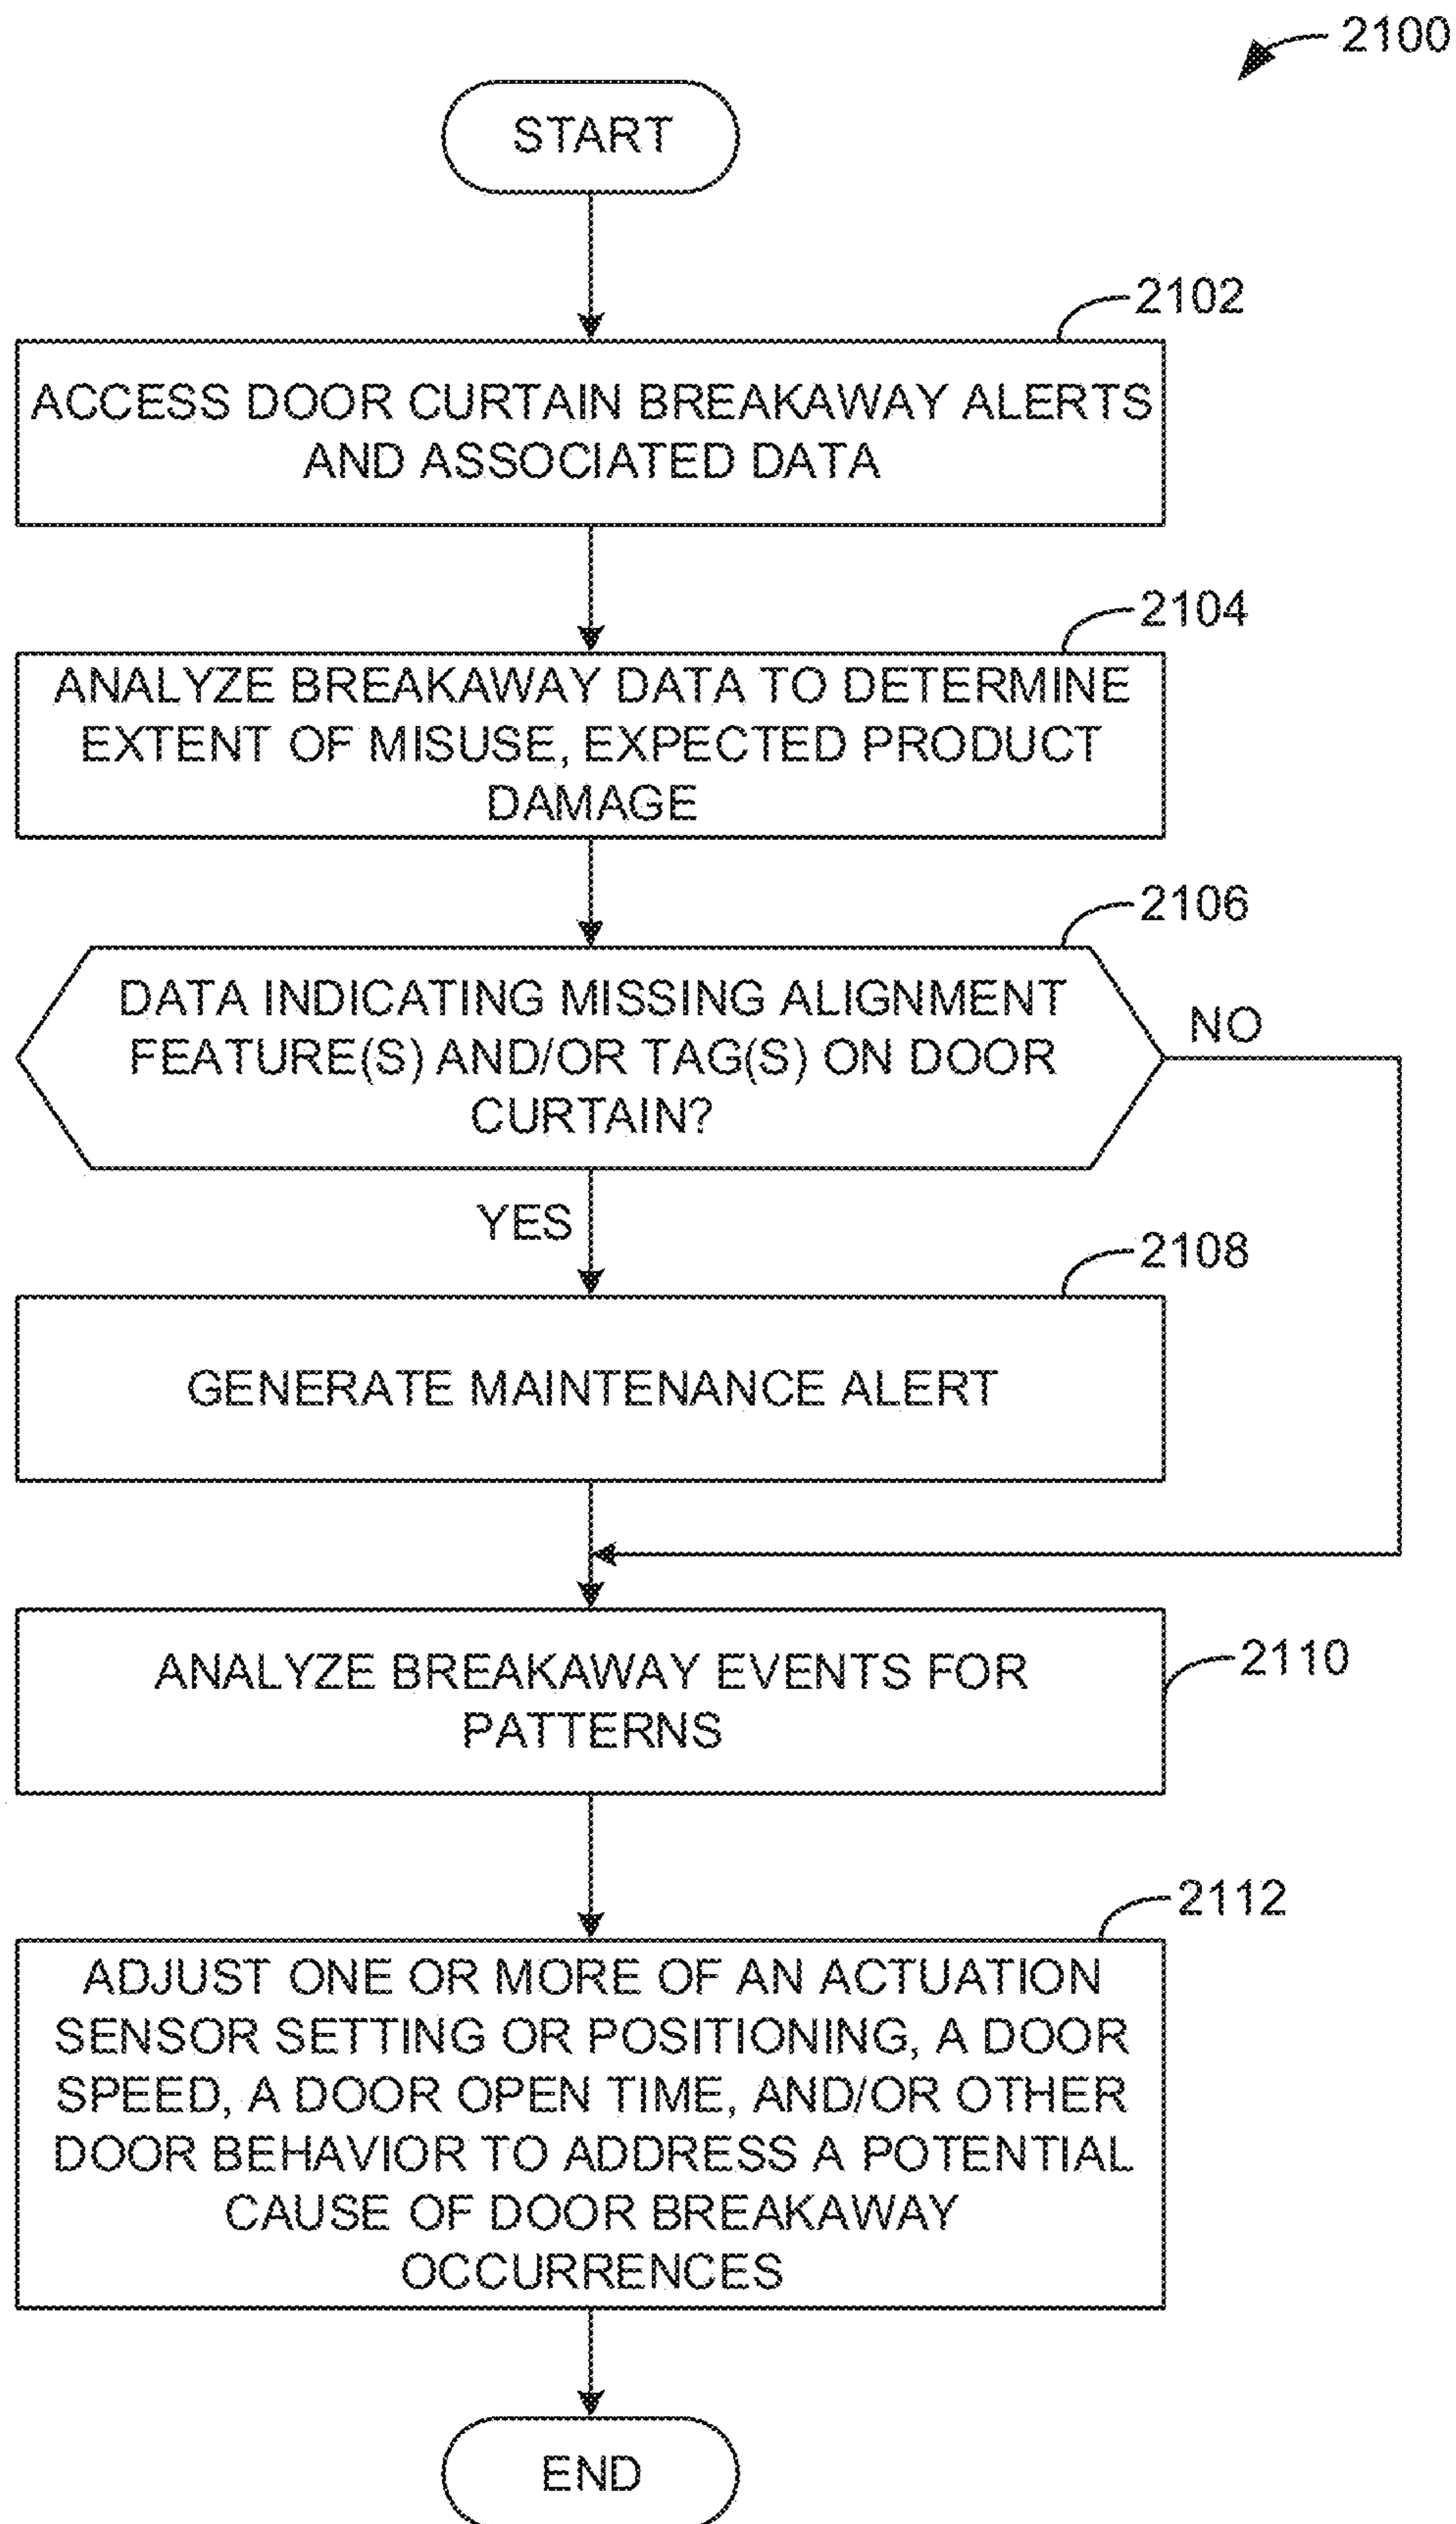 2100
START
2102
ACCESS DOOR CURTAIN BREAKAWAY ALERTS
AND ASSOCIATED DATA
2104
ANALYZE BREAKAWAY DATA TO DETERMINE
EXTENT OF MISUSE, EXPECTED PRODUCT
DAMAGE
2106
DATA INDICATING MISSING ALIGNMENT
FEATURE(S) AND/OR TAG(S) ON DOOR
CURTAIN?
NO
YES
2108
GENERATE MAINTENANCE ALERT
2110
ANALYZE BREAKAWAY EVENTS FOR
PATTERNS
2112
ADJUST ONE OR MORE OF AN ACTUATION
SENSOR SETTING OR POSITIONING, A DOOR
SPEED, A DOOR OPEN TIME, AND/OR OTHER
DOOR BEHAVIOR TO ADDRESS A POTENTIAL
CAUSE OF DOOR BREAKAWAY
OCCURRENCES
END